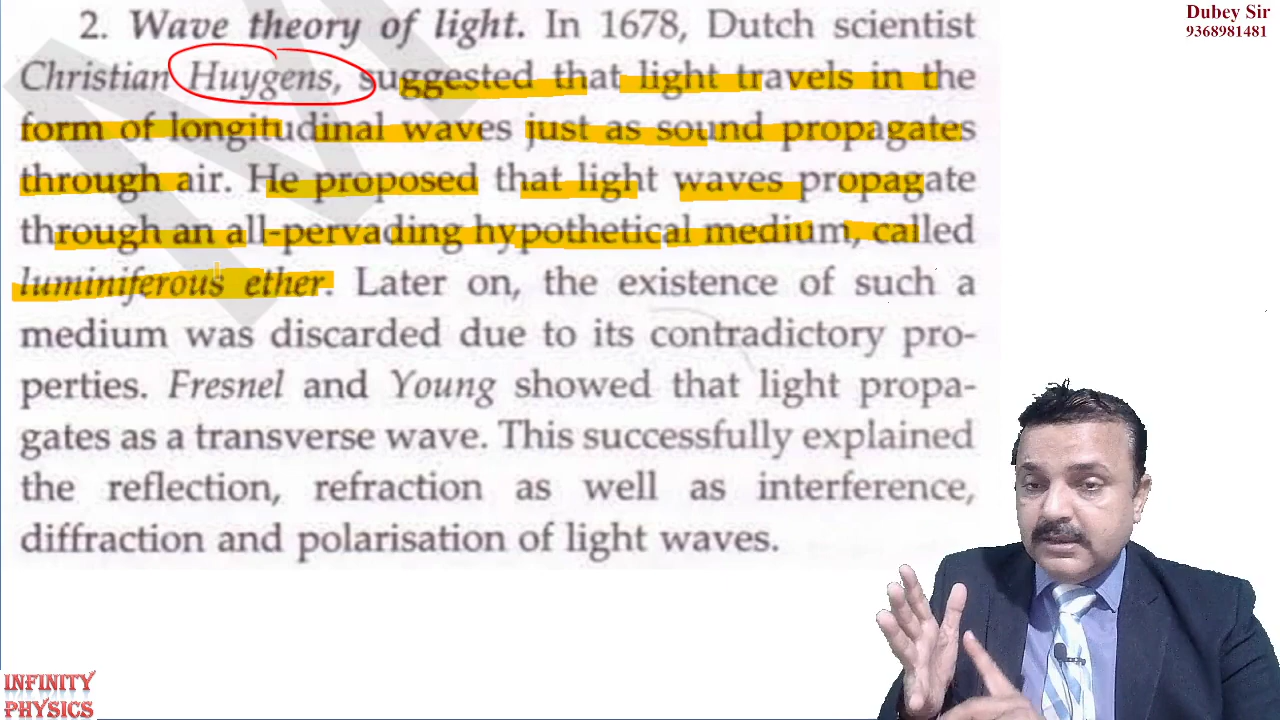 2. Wave theory of light. In 1678, Dutch scientist
Christian Huygens, suggested that light travels in the
form of longitudinal waves just as sound propagates
through air. He proposed that light waves propagate
through an all-pervading hypothetical medium, called
luminiferous ether. Later on, the existence of such a
medium was discarded due to its contradictory pro-
perties. Fresnel and Young showed that light propa-
gates as a transverse wave. This successfully explained
the reflection, refraction as well as interference,
diffraction and polarisation of light waves.
Dubey Sir
9368981481
INFINITY
PHYSICS